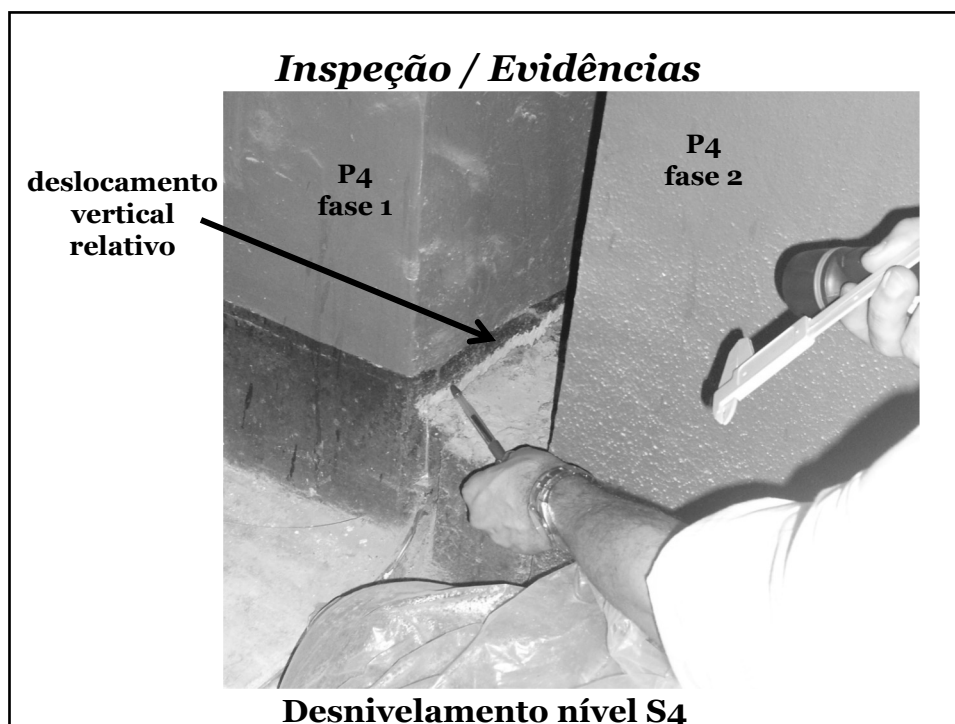 Inspeção / Evidências
P4
fase 1
P4
fase 2
deslocamento
vertical
relativo
Desnivelamento nível S4